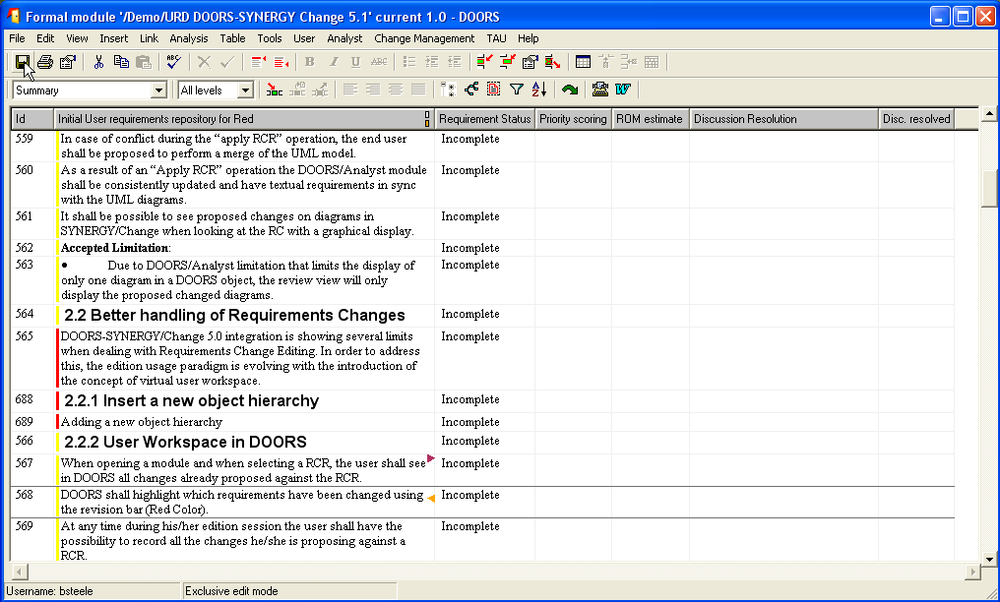 Formal module '/Demo/URD DOORS-SYNERGY Change 5.1' current 1.0 - DOORS
File Edit View Insert Link Analysis Table Tools User Analyst Change Management TAU Help
ABC B I U ABC
Summary All levels A Z W
Id Initial User requirements repository for Red Requirement Status Priority scoring ROM estimate Discussion Resolution Disc. resolved
559 In case of conflict during the “apply RCR” operation, the end user Incomplete
shall be proposed to perform a merge of the UML model.
560 As a result of an “Apply RCR” operation the DOORS/Analyst module Incomplete
shall be consistently updated and have textual requirements in sync
with the UML diagrams.
561 It shall be possible to see proposed changes on diagrams in Incomplete
SYNERGY/Change when looking at the RC with a graphical display.
562 Accepted Limitation: Incomplete
563 • Due to DOORS/Analyst limitation that limits the display of Incomplete
only one diagram in a DOORS object, the review view will only
display the proposed changed diagrams.
564 2.2 Better handling of Requirements Changes Incomplete
565 DOORS-SYNERGY/Change 5.0 integration is showing several limits Incomplete
when dealing with Requirements Change Editing. In order to address
this, the edition usage paradigm is evolving with the introduction of
the concept of virtual user workspace.
688 2.2.1 Insert a new object hierarchy Incomplete
689 Adding a new object hierarchy Incomplete
566 2.2.2 User Workspace in DOORS Incomplete
567 When opening a module and when selecting a RCR, the user shall see Incomplete
in DOORS all changes already proposed against the RCR.
568 DOORS shall highlight which requirements have been changed using Incomplete
the revision bar (Red Color).
569 At any time during his/her edition session the user shall have the Incomplete
possibility to record all the changes he/she is proposing against a
RCR.
Username: bsteele Exclusive edit mode